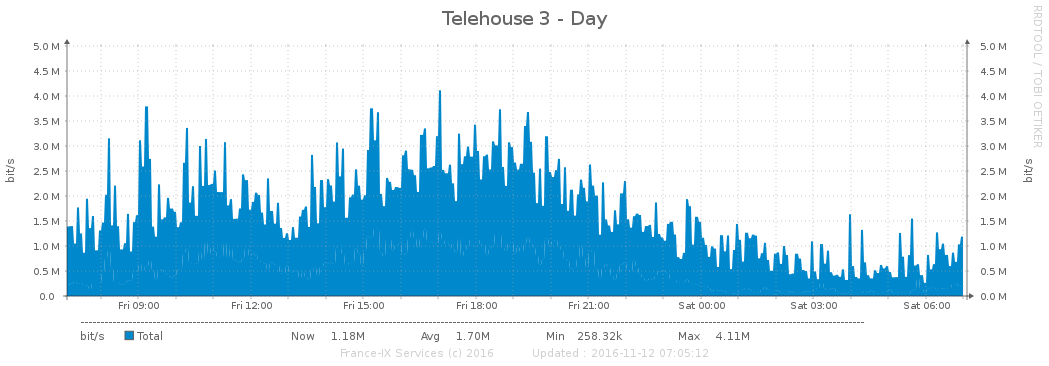 Telehouse 3 - Day
RRDTOOL / TOBI OETIKER
bit/s
5.0 M 5.0 M
4.5 M 4.5 M
4.0 M 4.0 M
3.5 M 3.5 M
3.0 M 3.0 M
2.5 M 2.5 M
2.0 M 2.0 M
1.5 M 1.5 M
1.0 M 1.0 M
0.5 M 0.5 M
0.0 0.0 M
bit/s
Fri 09:00 Fri 12:00 Fri 15:00 Fri 18:00 Fri 21:00 Sat 00:00 Sat 03:00 Sat 06:00
bit/s Total Now 1.18M Avg 1.70M Min 258.32k Max 4.11M
France-IX Services (c) 2016 Updated : 2016-11-12 07:05:12